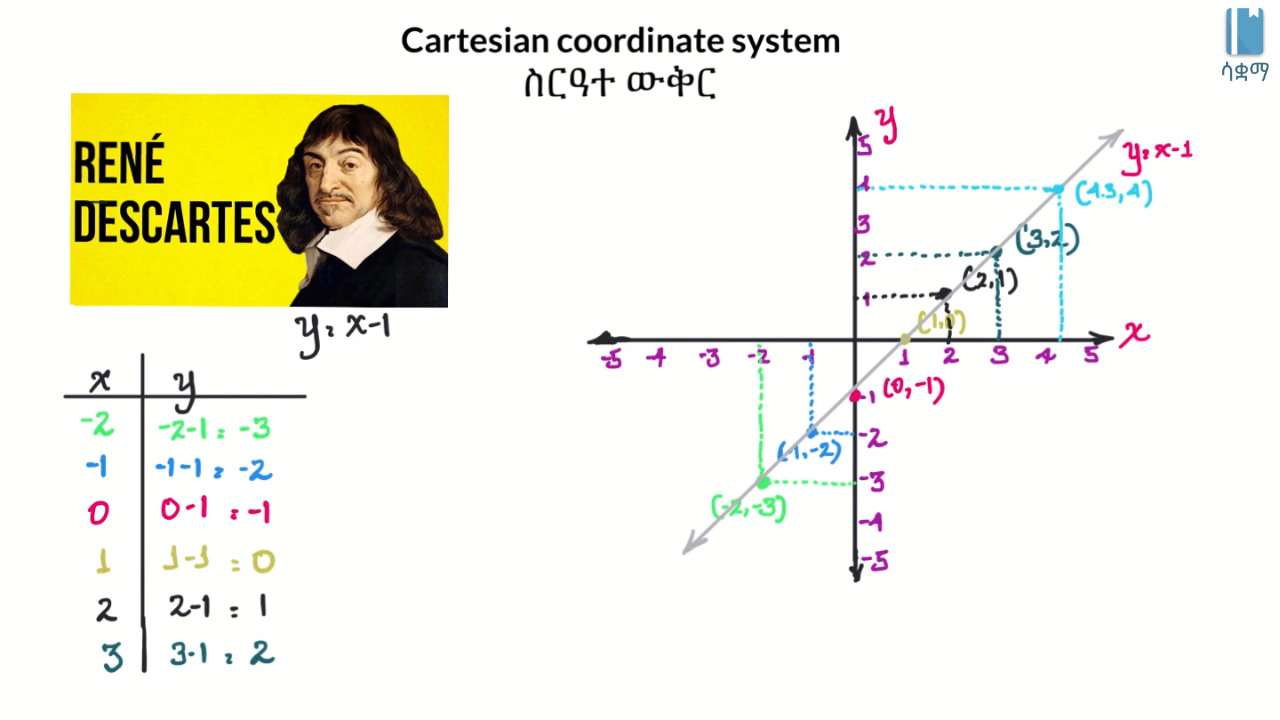 Cartesian coordinate system
ስርዓተ ውቅር
ሳቋማ
RENÉ
DESCARTES
y = x-1
x y
-2 -2-1 = -3
-1 -1-1 = -2
0 0-1 = -1
1 1-1 = 0
2 2-1 = 1
3 3-1 = 2
y
5
4
3
2
1
-1
-2
-3
-4
-5
-5 -4 -3 -2 -1 1 2 3 4 5
x
y = x-1
(4.3, 4)
(3,2)
(2,1)
(1,0)
(0,-1)
(-1,-2)
(-2,-3)